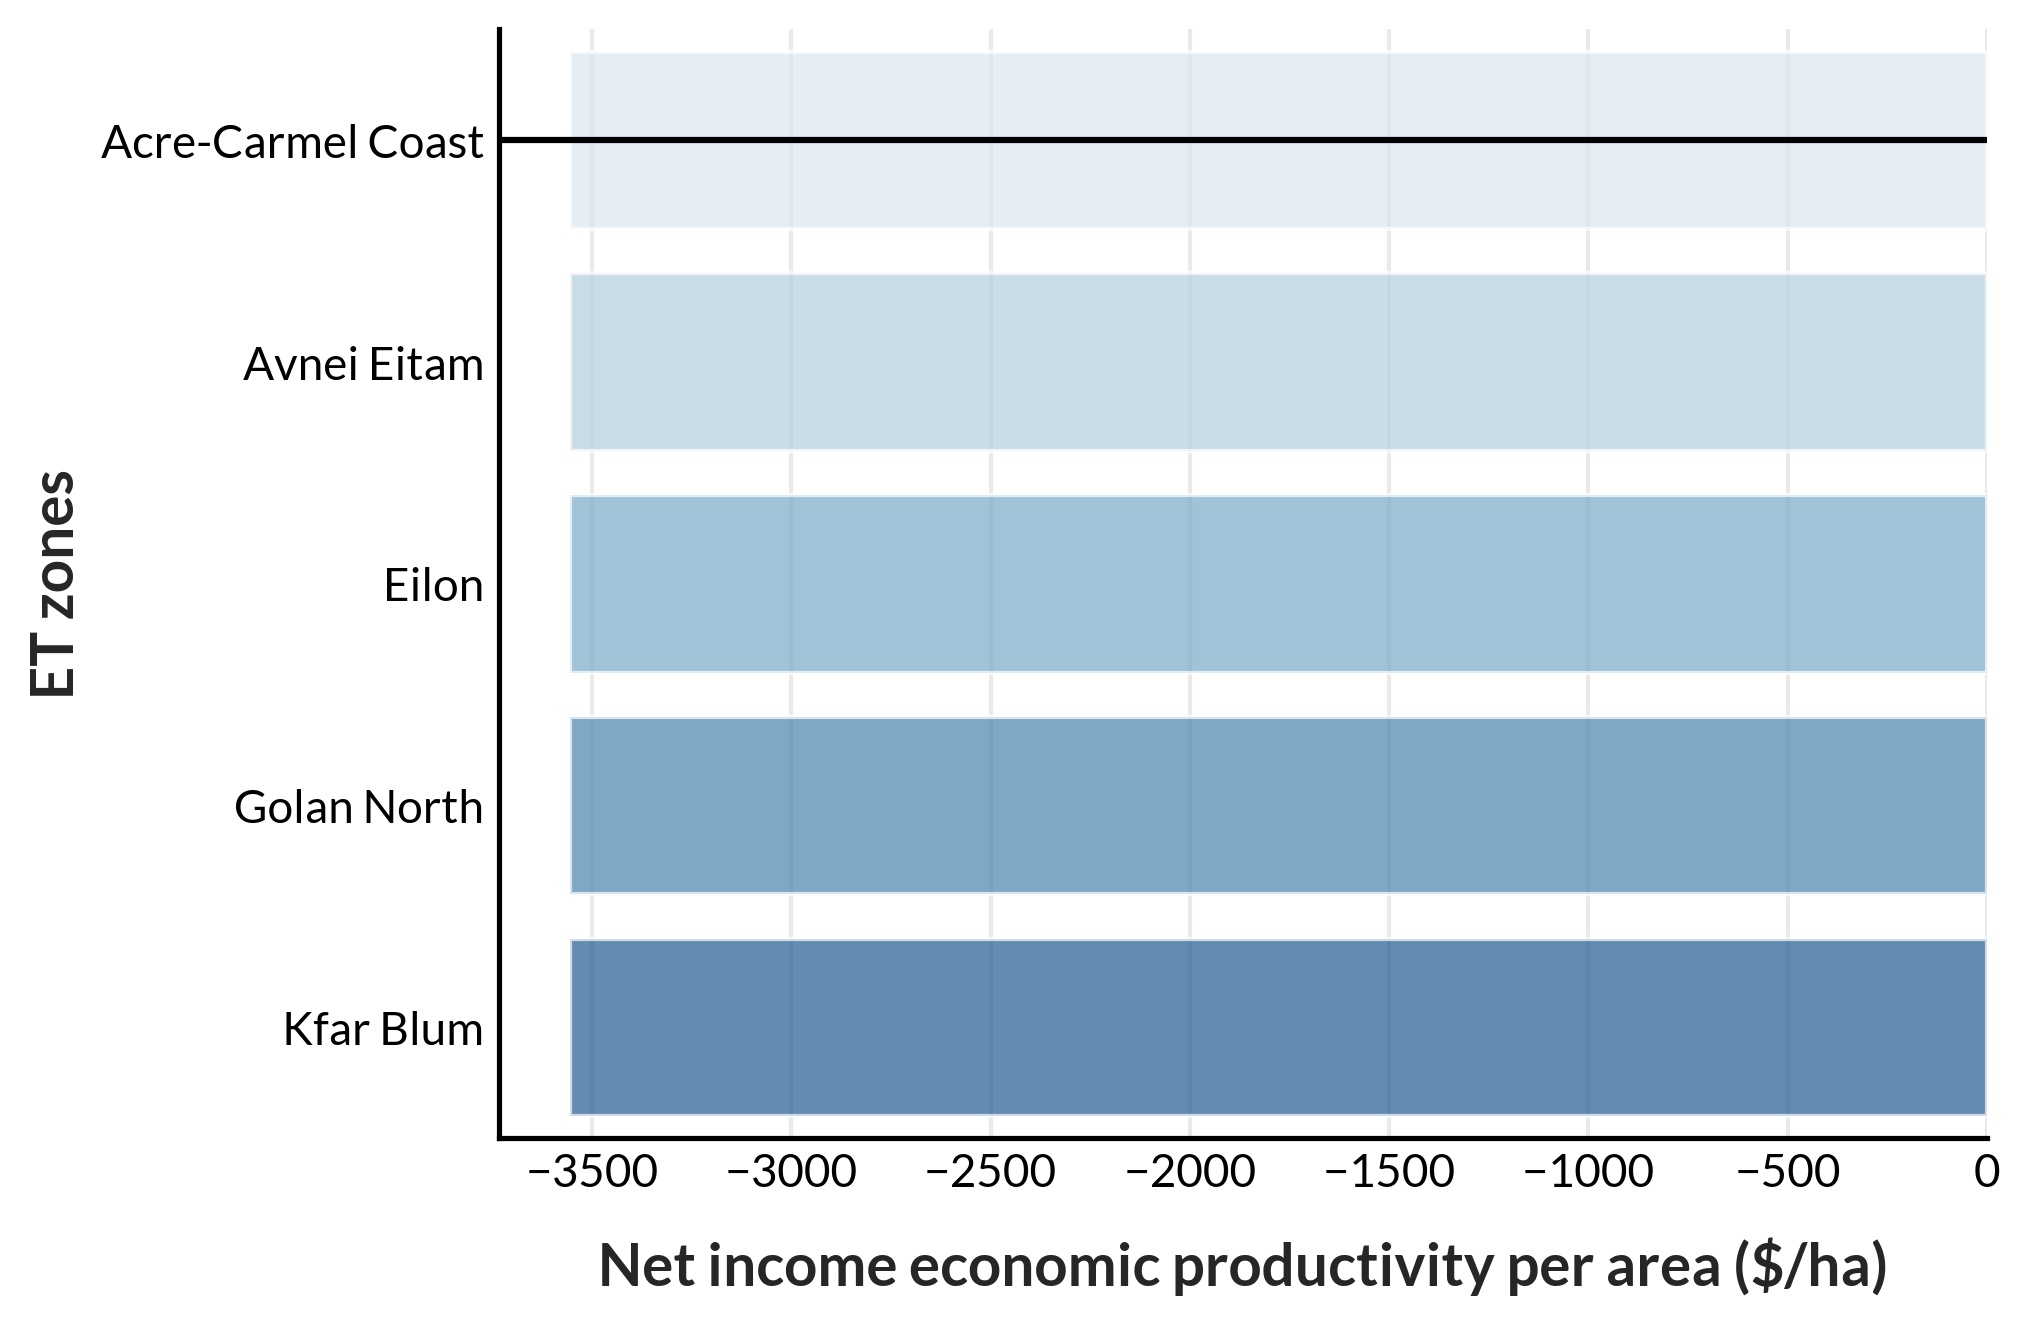 Acre-Carmel Coast
Avnei Eitam
Eilon
Golan North
Kfar Blum
ET zones
−3500 −3000 −2500 −2000 −1500 −1000 −500 0
Net income economic productivity per area ($/ha)